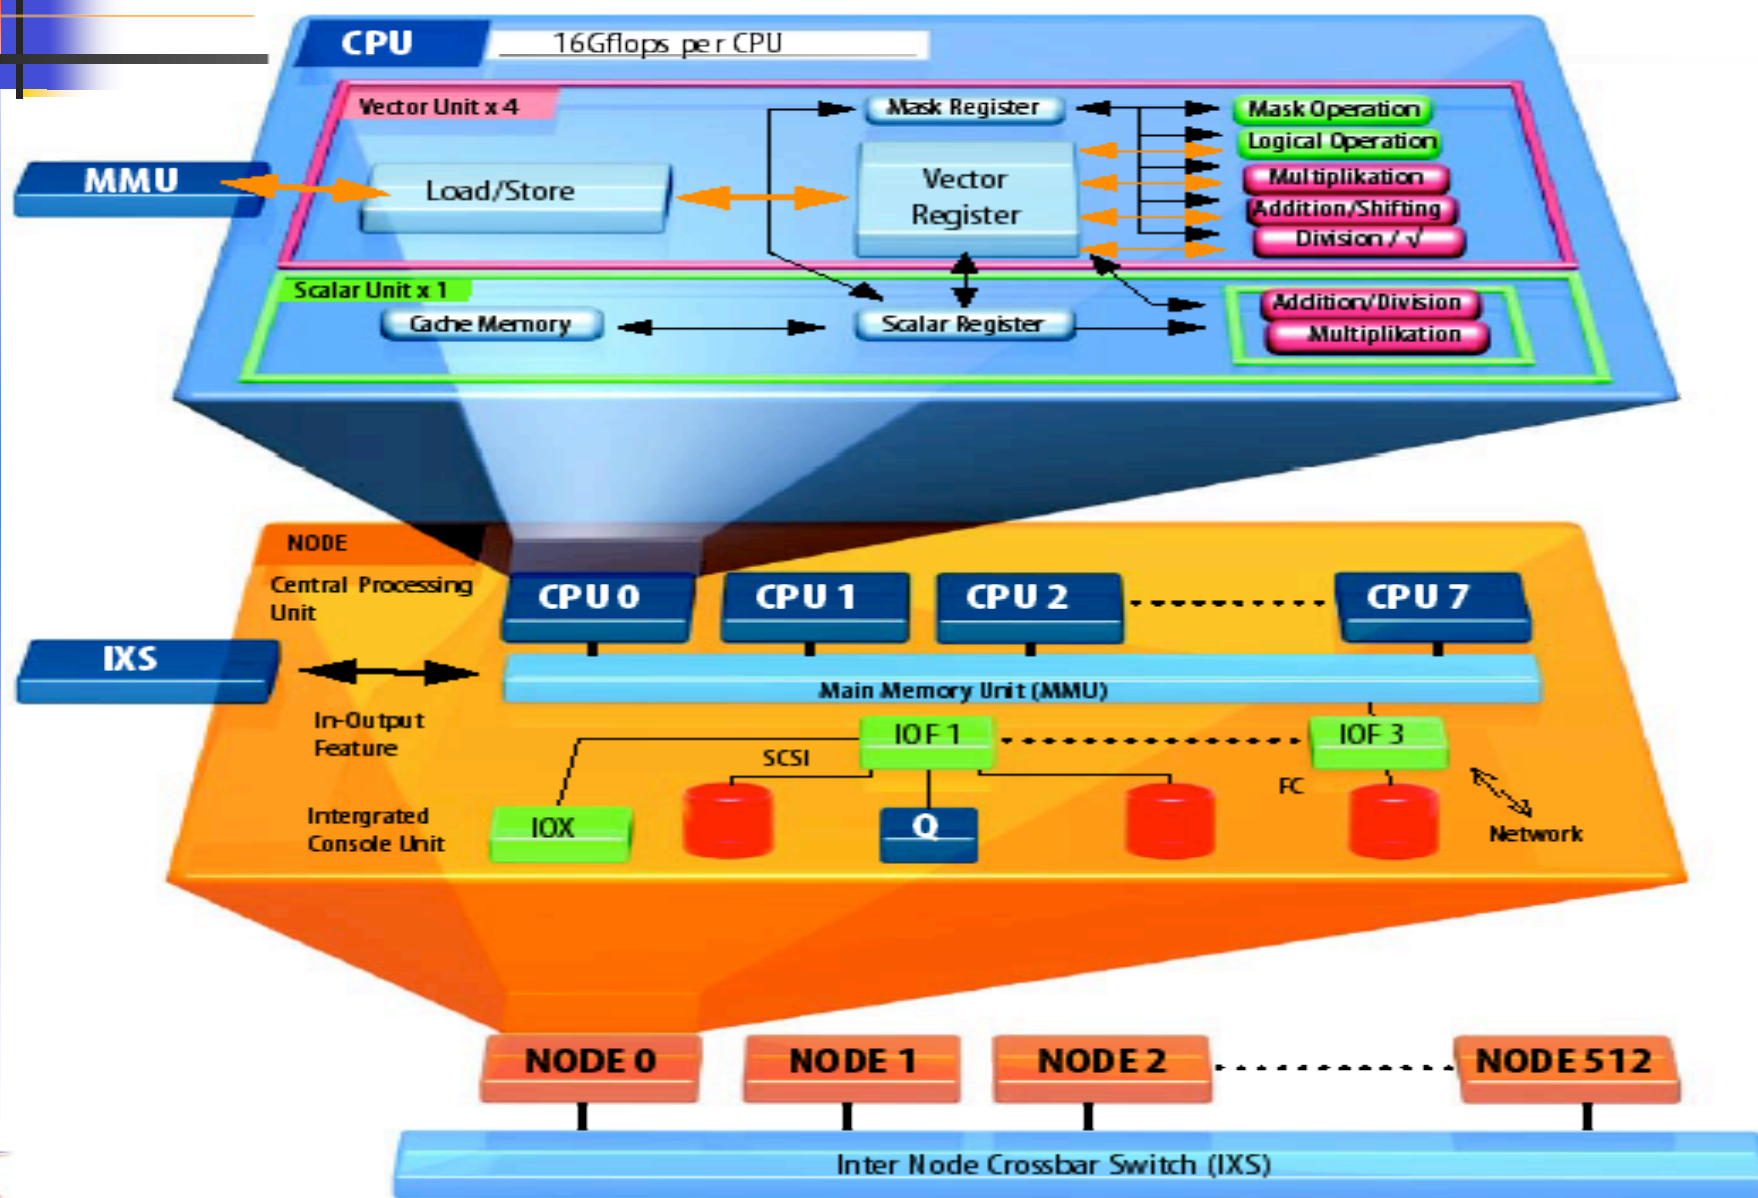 CPU
16Gflops per CPU
Vector Unit x 4
Mask Register
Mask Operation
Logical Operation
MMU
Load/Store
Vector
Register
Multiplikation
Addition/Shifting
Division / √
Scalar Unit x 1
Cache Memory
Scalar Register
Addition/Division
Multiplikation
NODE
Central Processing
Unit
CPU 0
CPU 1
CPU 2
CPU 7
IXS
Main Memory Unit (MMU)
In-Output
Feature
IOF 1
IOF 3
SCSI
FC
Intergrated
Console Unit
IOX
Q
Network
NODE 0
NODE 1
NODE 2
NODE 512
Inter Node Crossbar Switch (IXS)